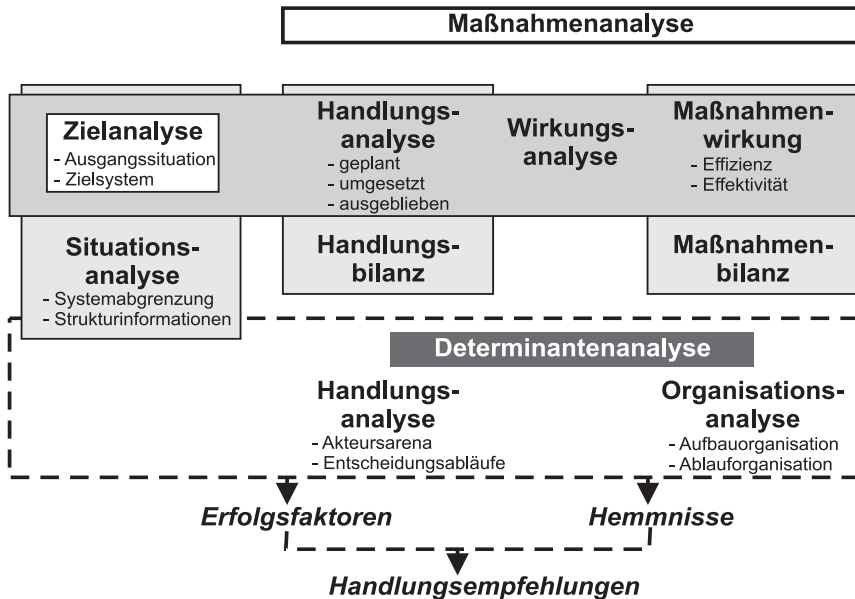 Maßnahmenanalyse
Zielanalyse
- Ausgangssituation
- Zielsystem
Handlungs-
analyse
- geplant
- umgesetzt
- ausgeblieben
Wirkungs-
analyse
Maßnahmen-
wirkung
- Effizienz
- Effektivität
Situations-
analyse
- Systemabgrenzung
- Strukturinformationen
Handlungs-
bilanz
Maßnahmen-
bilanz
Determinantenanalyse
Handlungs-
analyse
- Akteursarena
- Entscheidungsabläufe
Organisations-
analyse
- Aufbauorganisation
- Ablauforganisation
Erfolgsfaktoren
Hemmnisse
Handlungsempfehlungen